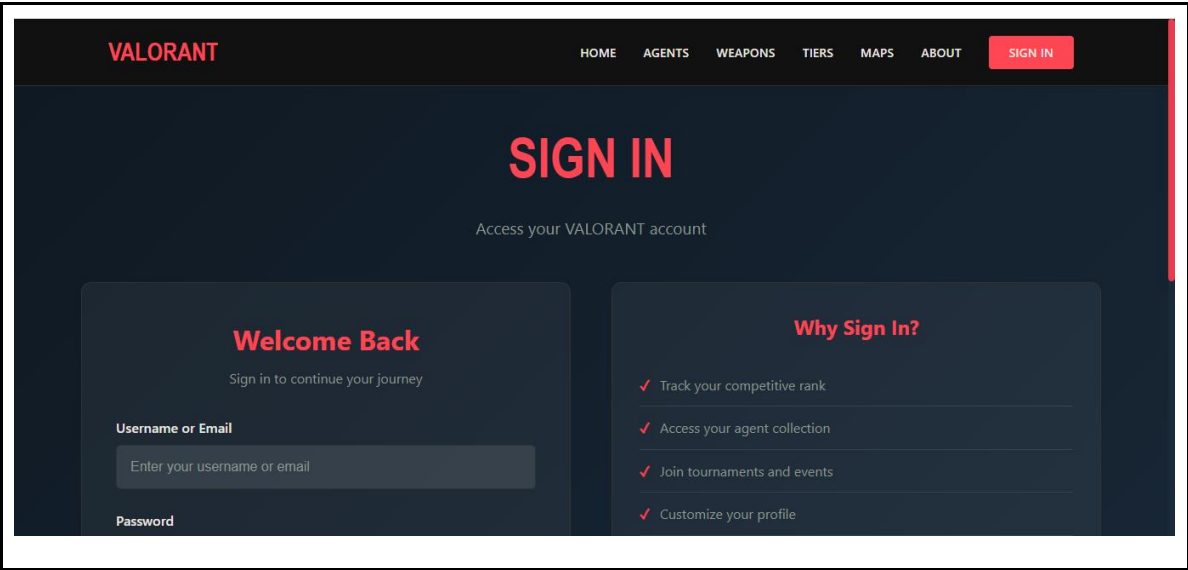 VALORANT
HOME AGENTS WEAPONS TIERS MAPS ABOUT SIGN IN
SIGN IN
Access your VALORANT account
Welcome Back
Sign in to continue your journey
Username or Email
Enter your username or email
Password
Why Sign In?
✓ Track your competitive rank
✓ Access your agent collection
✓ Join tournaments and events
✓ Customize your profile